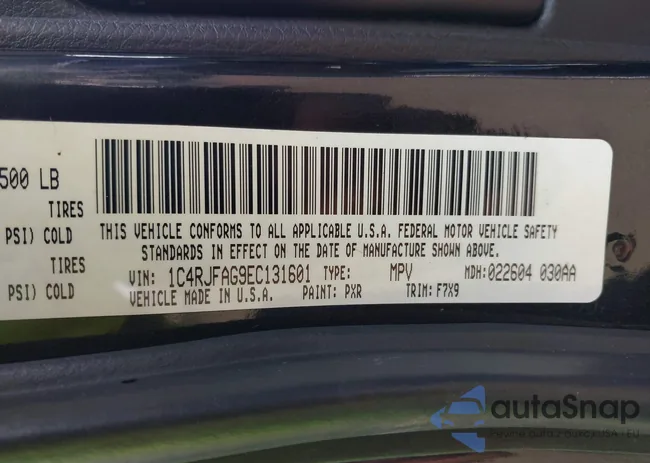 500 LB
TIRES
PSI) COLD
TIRES
PSI) COLD
THIS VEHICLE CONFORMS TO ALL APPLICABLE U.S.A. FEDERAL MOTOR VEHICLE SAFETY
STANDARDS IN EFFECT ON THE DATE OF MANUFACTURE SHOWN ABOVE.
VIN: 1C4RJFAG9EC131601 TYPE: MPV MDH: 022604 030AA
VEHICLE MADE IN U.S.A. PAINT: PXR TRIM: F7X9
autaSnap